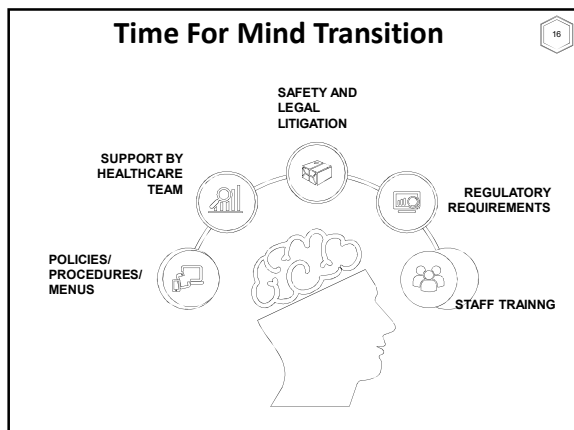 Time For Mind Transition
16
SAFETY AND
LEGAL
LITIGATION
SUPPORT BY
HEALTHCARE
TEAM
REGULATORY
REQUIREMENTS
POLICIES/
PROCEDURES/
MENUS
STAFF TRAINNG